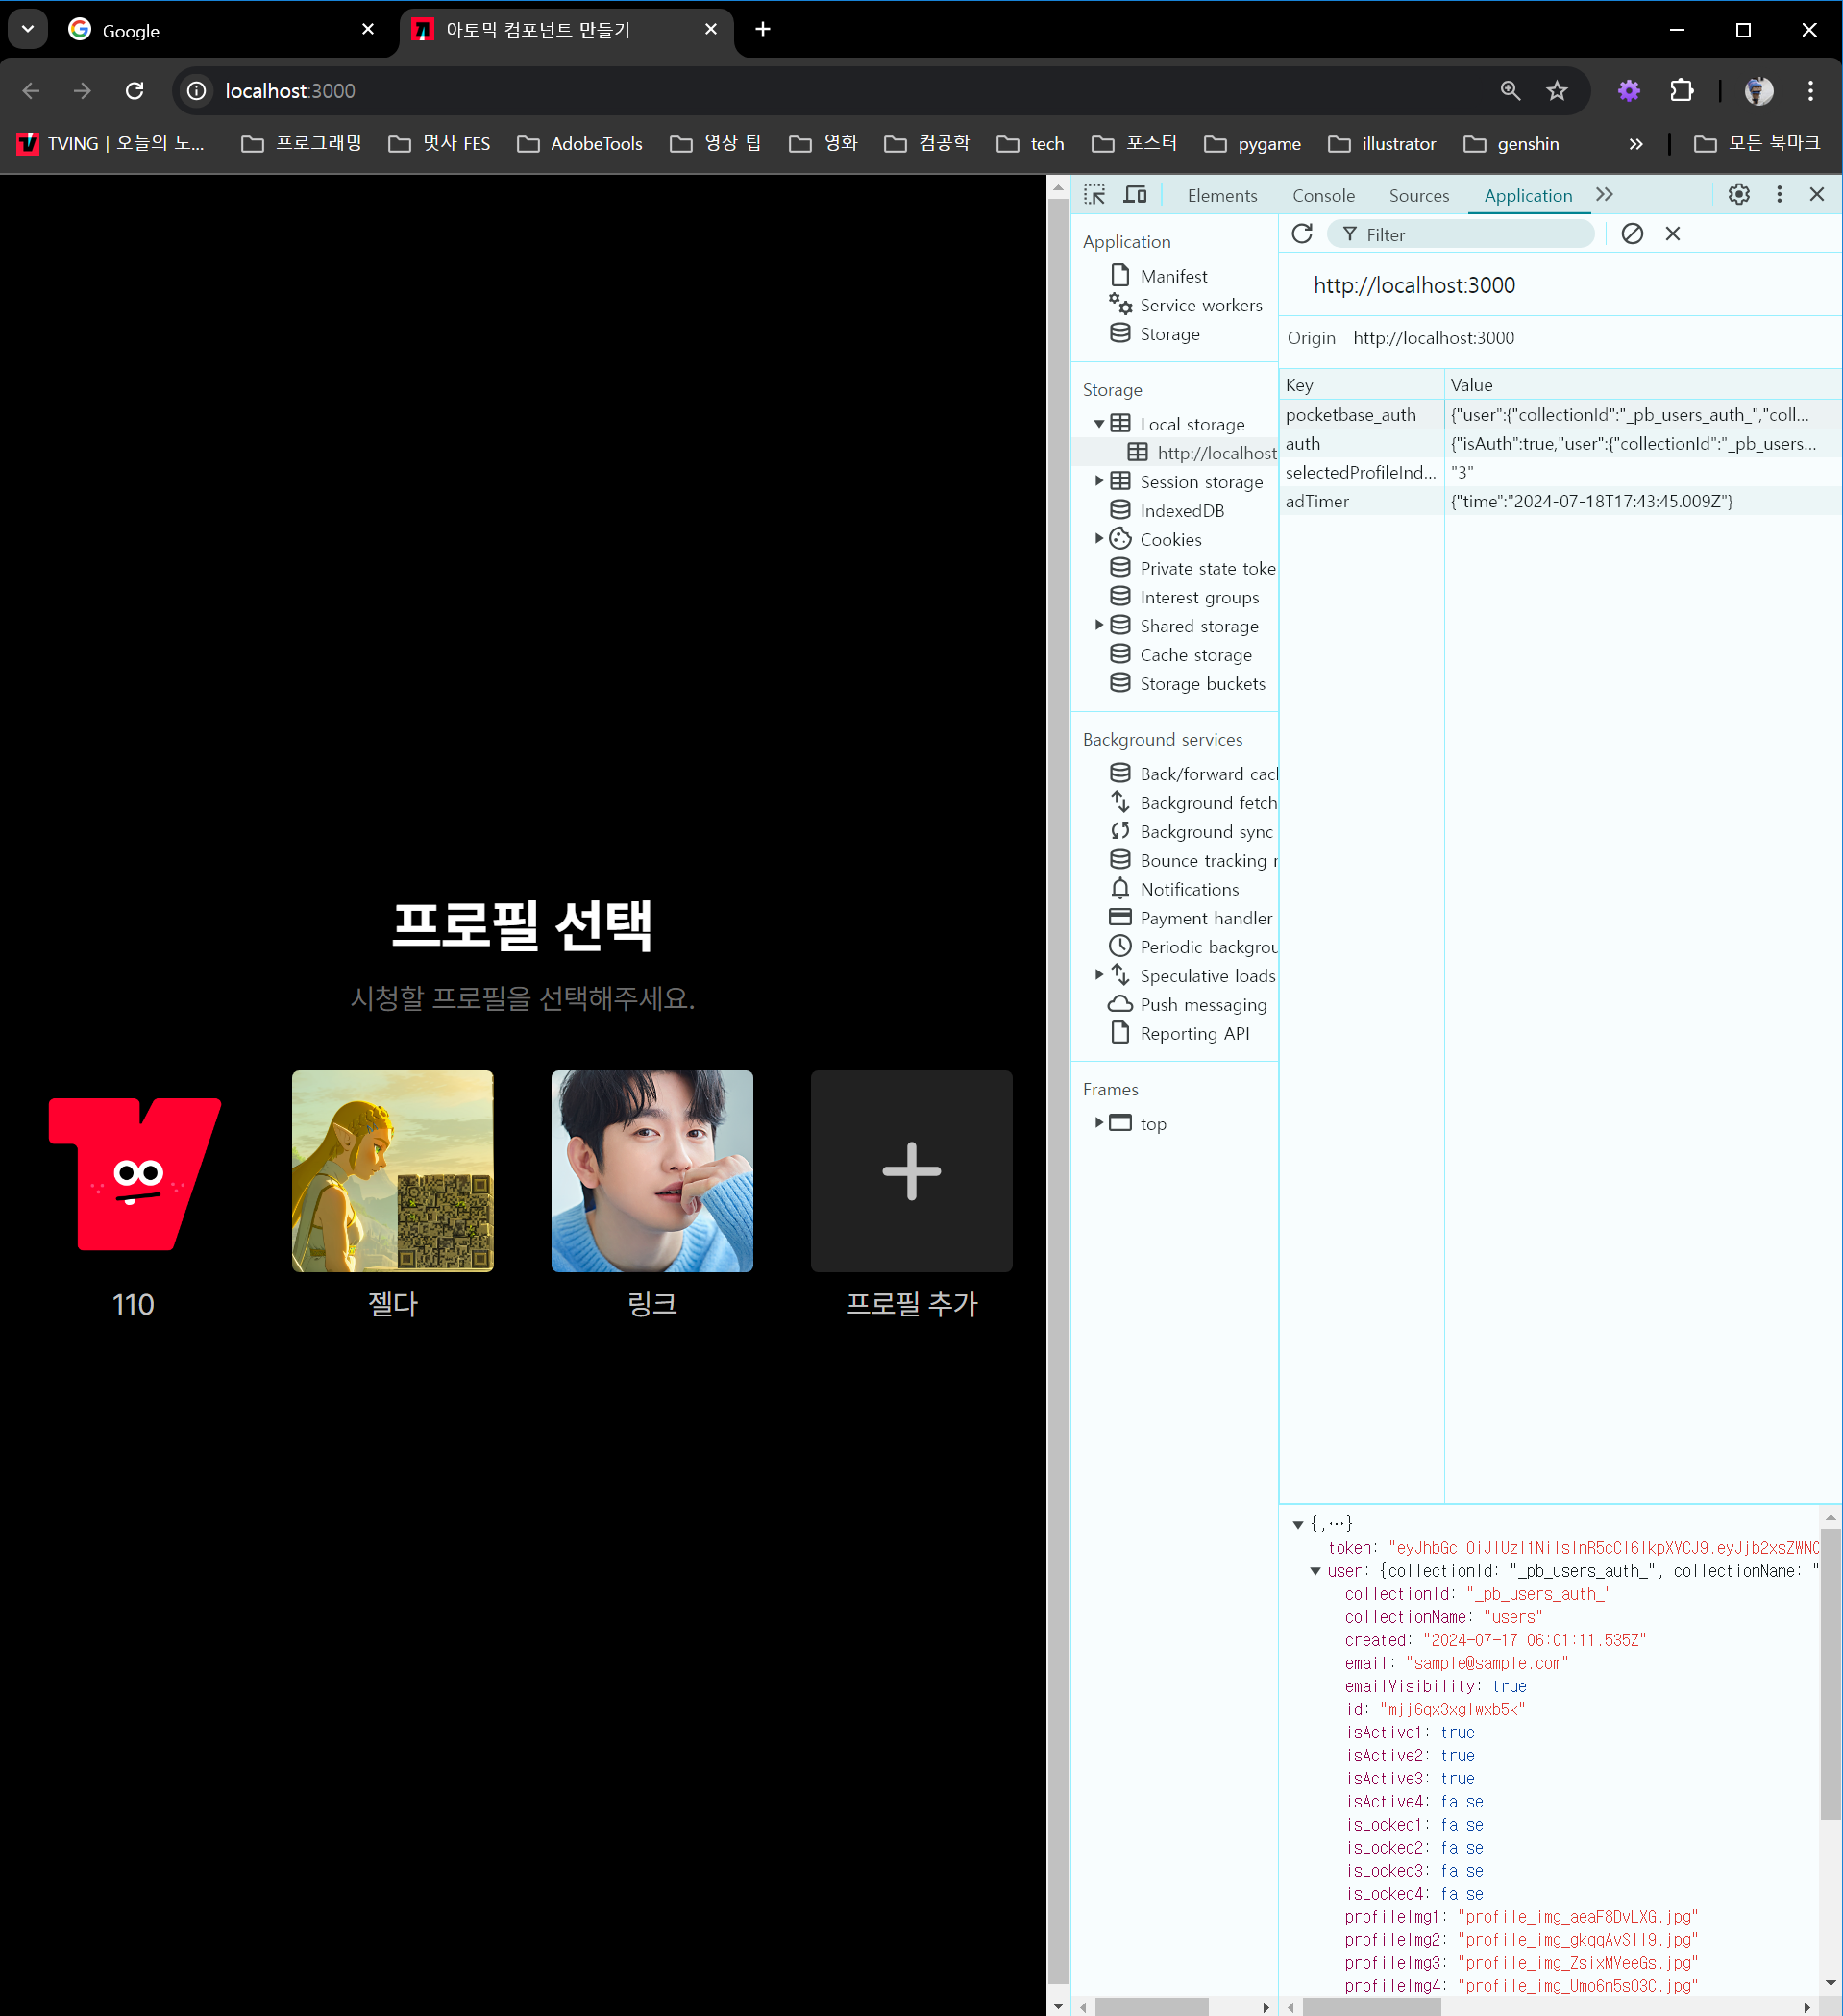 Google
아토믹 컴포넌트 만들기
localhost:3000
TVING | 오늘의 노...
프로그래밍
멋사 FES
AdobeTools
영상 팁
영화
컴공학
tech
포스터
pygame
illustrator
genshin
모든 북마크
Elements
Console
Sources
Application
Application
Manifest
Service workers
Storage
Storage
Local storage
http://localhost
Session storage
IndexedDB
Cookies
Private state toke
Interest groups
Shared storage
Cache storage
Storage buckets
Background services
Back/forward cacl
Background fetch
Background sync
Bounce tracking r
Notifications
Payment handler
Periodic backgrou
Speculative loads
Push messaging
Reporting API
Frames
top
Filter
http://localhost:3000
Origin http://localhost:3000
Key Value
pocketbase_auth {"user":{"collectionId":"_pb_users_auth_","coll...
auth {"isAuth":true,"user":{"collectionId":"_pb_users...
selectedProfileInd... "3"
adTimer {"time":"2024-07-18T17:43:45.009Z"}
프로필 선택
시청할 프로필을 선택해주세요.
110
젤다
링크
프로필 추가
{,…}
token: "eyJhbGciOiJIUzI1NiIsInR5cCI6IkpXVCJ9.eyJjb2xsZWNC
user: {collectionId: "_pb_users_auth_", collectionName: "
collectionId: "_pb_users_auth_"
collectionName: "users"
created: "2024-07-17 06:01:11.535Z"
email: "sample@sample.com"
emailVisibility: true
id: "mjj6qx3xglwxb5k"
isActive1: true
isActive2: true
isActive3: true
isActive4: false
isLocked1: false
isLocked2: false
isLocked3: false
isLocked4: false
profileImg1: "profile_img_aeaF8DvLXG.jpg"
profileImg2: "profile_img_gkqqAvSlI9.jpg"
profileImg3: "profile_img_ZsixMVeeGs.jpg"
profileImg4: "profile_img_Umo6n5sO3C.jpg"